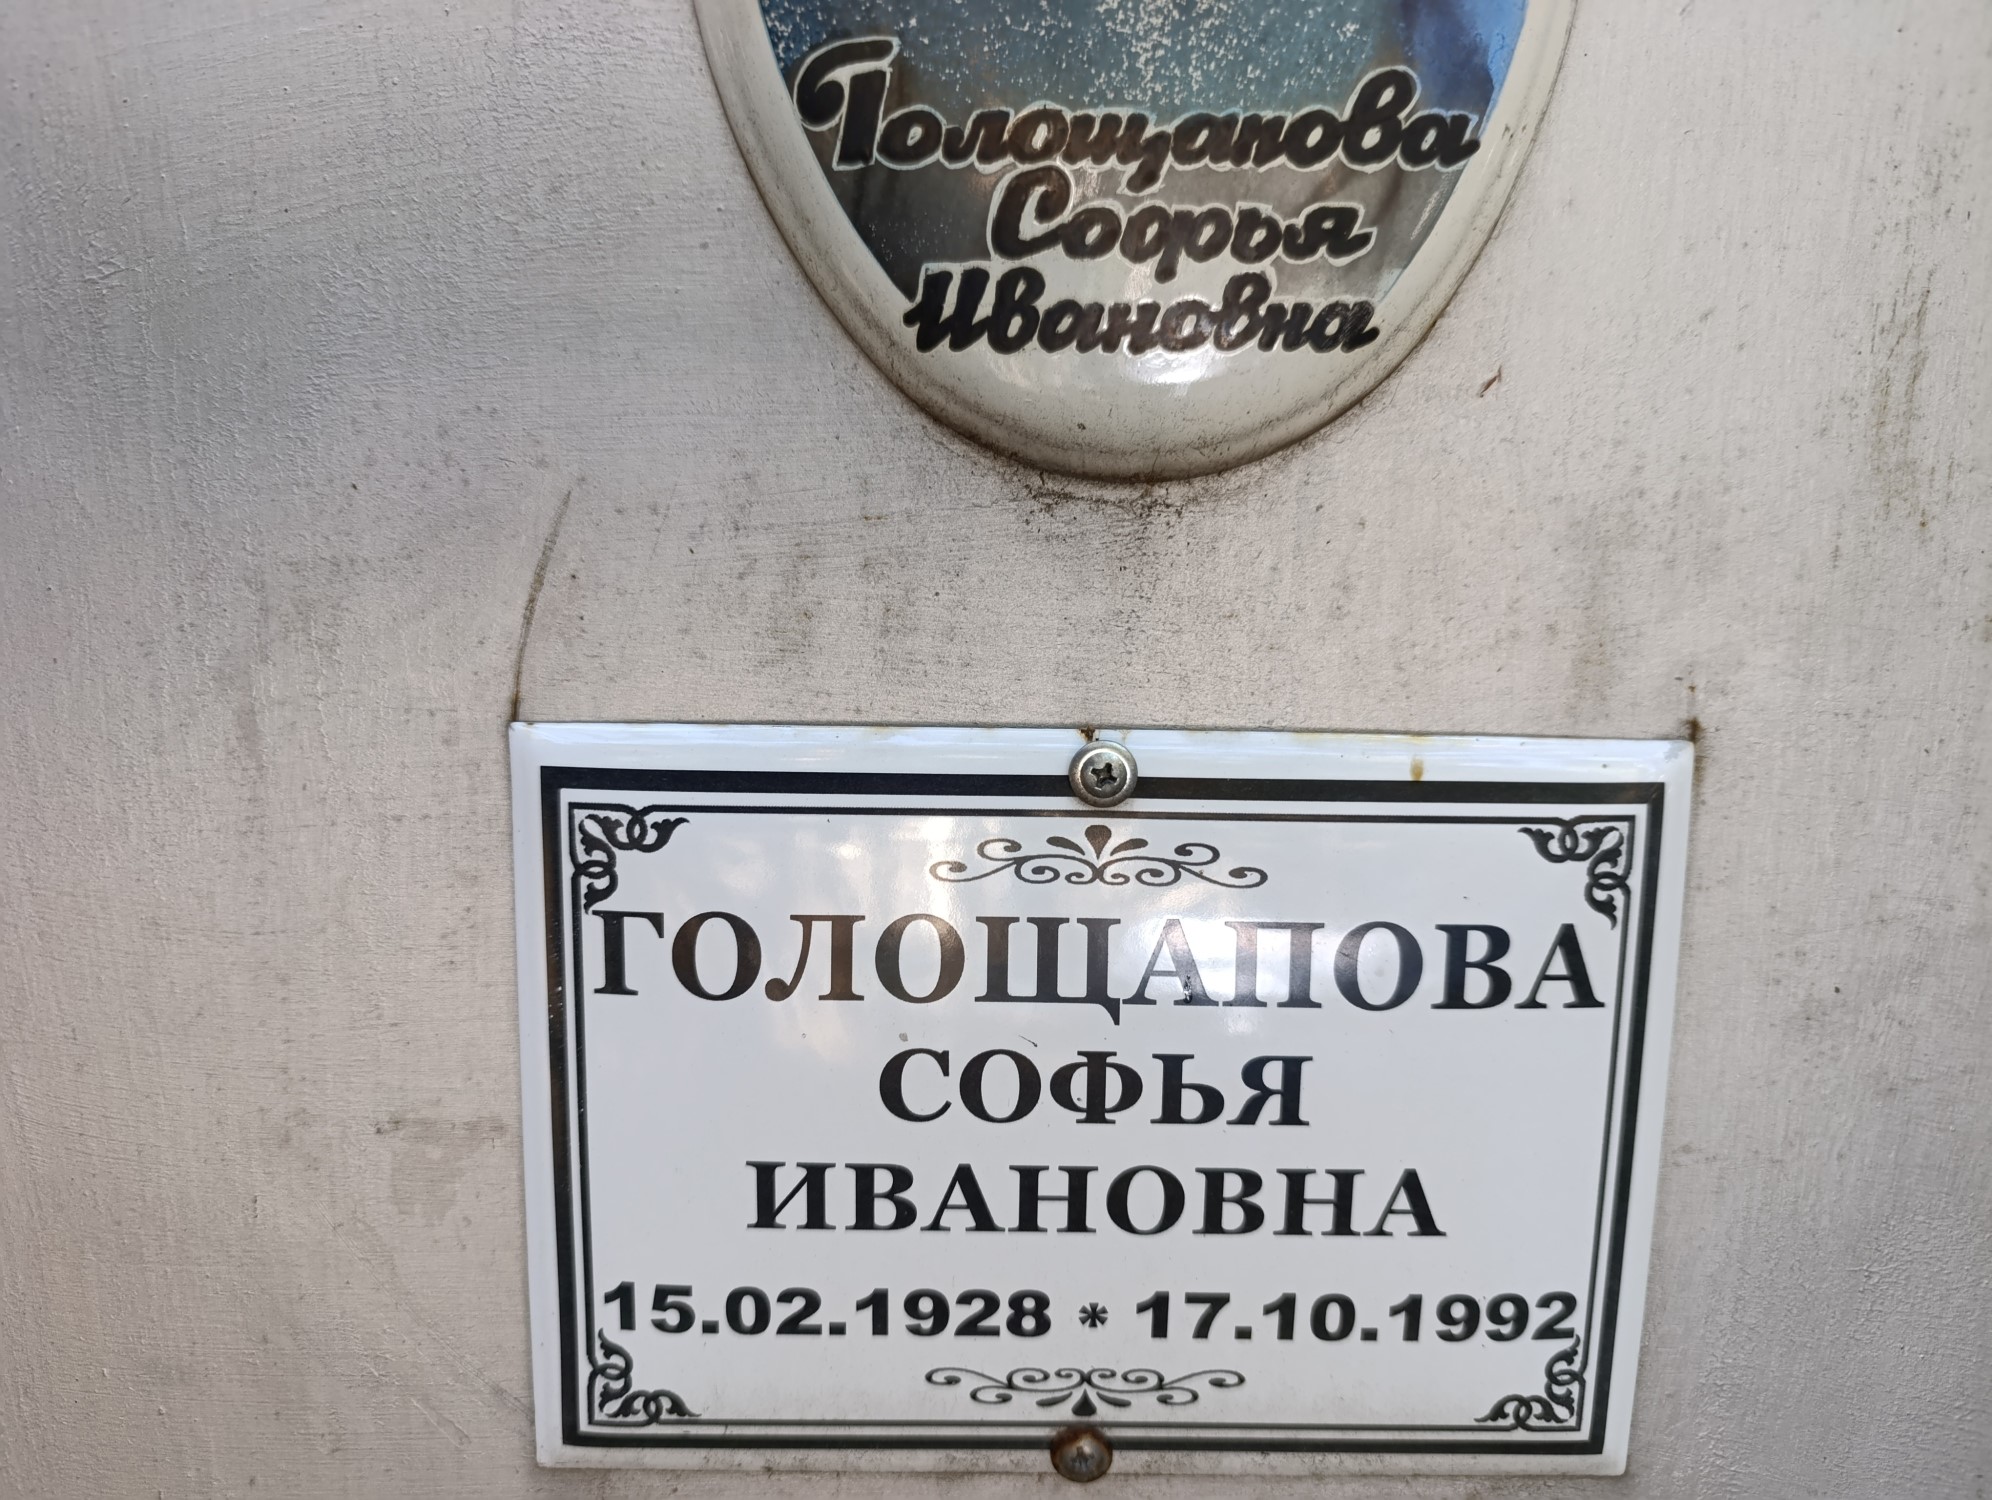 Голощапова
Софья
Ивановна
ГОЛОЩАПОВА
СОФЬЯ
ИВАНОВНА
15.02.1928 * 17.10.1992